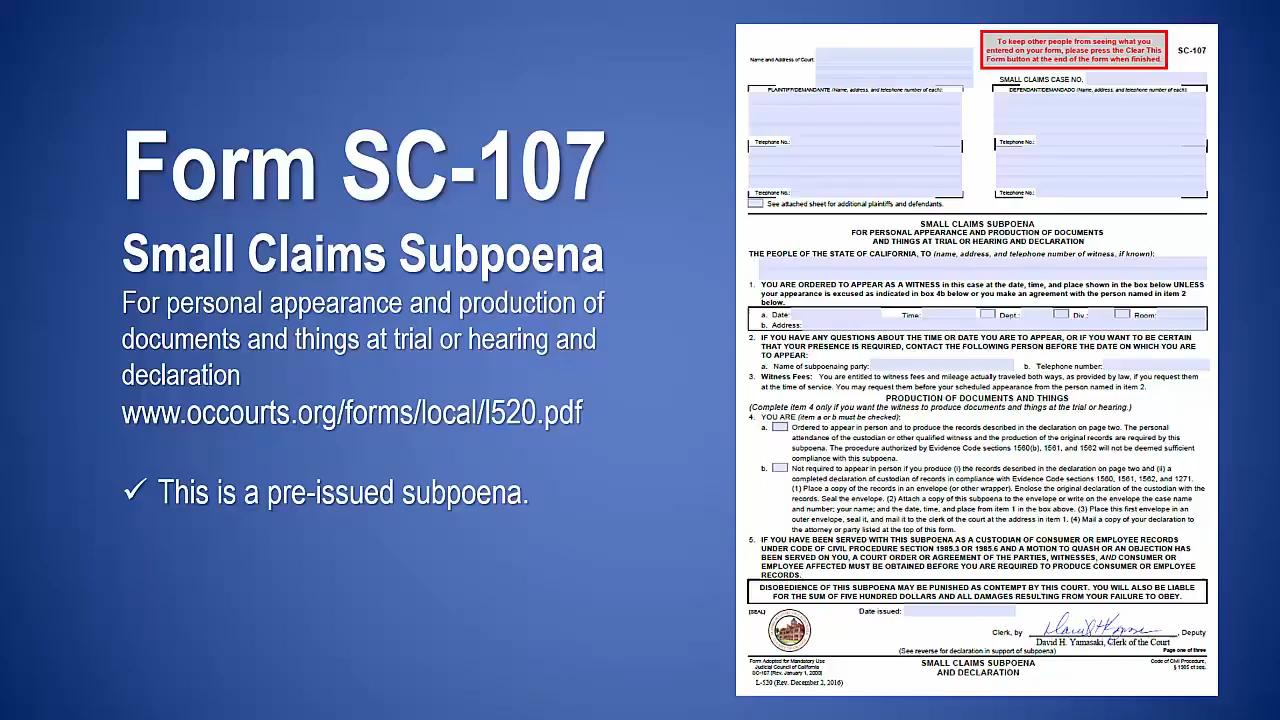 Form SC-107
Small Claims Subpoena
For personal appearance and production of
documents and things at trial or hearing and
declaration
www.occourts.org/forms/local/l520.pdf
✓ This is a pre-issued subpoena.
To keep other people from seeing what you
entered on your form, please press the Clear This
Form button at the end of the form when finished.
SC-107
Name and Address of Court:
SMALL CLAIMS CASE NO.
PLAINTIFF/DEMANDANTE (Name, address, and telephone number of each):
DEFENDANT/DEMANDADO (Name, address, and telephone number of each):
Telephone No.:
Telephone No.:
Telephone No.:
Telephone No.:
See attached sheet for additional plaintiffs and defendants.
SMALL CLAIMS SUBPOENA
FOR PERSONAL APPEARANCE AND PRODUCTION OF DOCUMENTS
AND THINGS AT TRIAL OR HEARING AND DECLARATION
THE PEOPLE OF THE STATE OF CALIFORNIA, TO (name, address, and telephone number of witness, if known):
1. YOU ARE ORDERED TO APPEAR AS A WITNESS in this case at the date, time, and place shown in the box below UNLESS
your appearance is excused as indicated in box 4b below or you make an agreement with the person named in item 2
below.
a. Date: Time: Dept.: Div.: Room:
b. Address:
2. IF YOU HAVE ANY QUESTIONS ABOUT THE TIME OR DATE YOU ARE TO APPEAR, OR IF YOU WANT TO BE CERTAIN
THAT YOUR PRESENCE IS REQUIRED, CONTACT THE FOLLOWING PERSON BEFORE THE DATE ON WHICH YOU ARE
TO APPEAR:
a. Name of subpoenaing party: b. Telephone number:
3. Witness Fees: You are entitled to witness fees and mileage actually traveled both ways, as provided by law, if you request them
at the time of service. You may request them before your scheduled appearance from the person named in item 2.
PRODUCTION OF DOCUMENTS AND THINGS
(Complete item 4 only if you want the witness to produce documents and things at the trial or hearing.)
4. YOU ARE (item a or b must be checked):
a. Ordered to appear in person and to produce the records described in the declaration on page two. The personal
attendance of the custodian or other qualified witness and the production of the original records are required by this
subpoena. The procedure authorized by Evidence Code sections 1560(b), 1561, and 1562 will not be deemed sufficient
compliance with this subpoena.
b. Not required to appear in person if you produce (i) the records described in the declaration on page two and (ii) a
completed declaration of custodian of records in compliance with Evidence Code sections 1560, 1561, 1562, and 1271.
(1) Place a copy of the records in an envelope (or other wrapper). Enclose the original declaration of the custodian with the
records. Seal the envelope. (2) Attach a copy of this subpoena to the envelope or write on the envelope the case name
and number; your name; and the date, time, and place from item 1 in the box above. (3) Place this first envelope in an
outer envelope, seal it, and mail it to the clerk of the court at the address in item 1. (4) Mail a copy of your declaration to
the attorney or party listed at the top of this form.
5. IF YOU HAVE BEEN SERVED WITH THIS SUBPOENA AS A CUSTODIAN OF CONSUMER OR EMPLOYEE RECORDS
UNDER CODE OF CIVIL PROCEDURE SECTION 1985.3 OR 1985.6 AND A MOTION TO QUASH OR AN OBJECTION HAS
BEEN SERVED ON YOU, A COURT ORDER OR AGREEMENT OF THE PARTIES, WITNESSES, AND CONSUMER OR
EMPLOYEE AFFECTED MUST BE OBTAINED BEFORE YOU ARE REQUIRED TO PRODUCE CONSUMER OR EMPLOYEE
RECORDS.
DISOBEDIENCE OF THIS SUBPOENA MAY BE PUNISHED AS CONTEMPT BY THIS COURT. YOU WILL ALSO BE LIABLE
FOR THE SUM OF FIVE HUNDRED DOLLARS AND ALL DAMAGES RESULTING FROM YOUR FAILURE TO OBEY.
[SEAL]
Date issued:
Clerk, by , Deputy
David H. Yamasaki, Clerk of the Court
(See reverse for declaration in support of subpoena)
Page one of three
Form Adopted for Mandatory Use
Judicial Council of California
SC-107 [Rev. January 1, 2000]
L-520 (Rev. December 2, 2016)
SMALL CLAIMS SUBPOENA
AND DECLARATION
Code of Civil Procedure,
§ 1985 et seq.